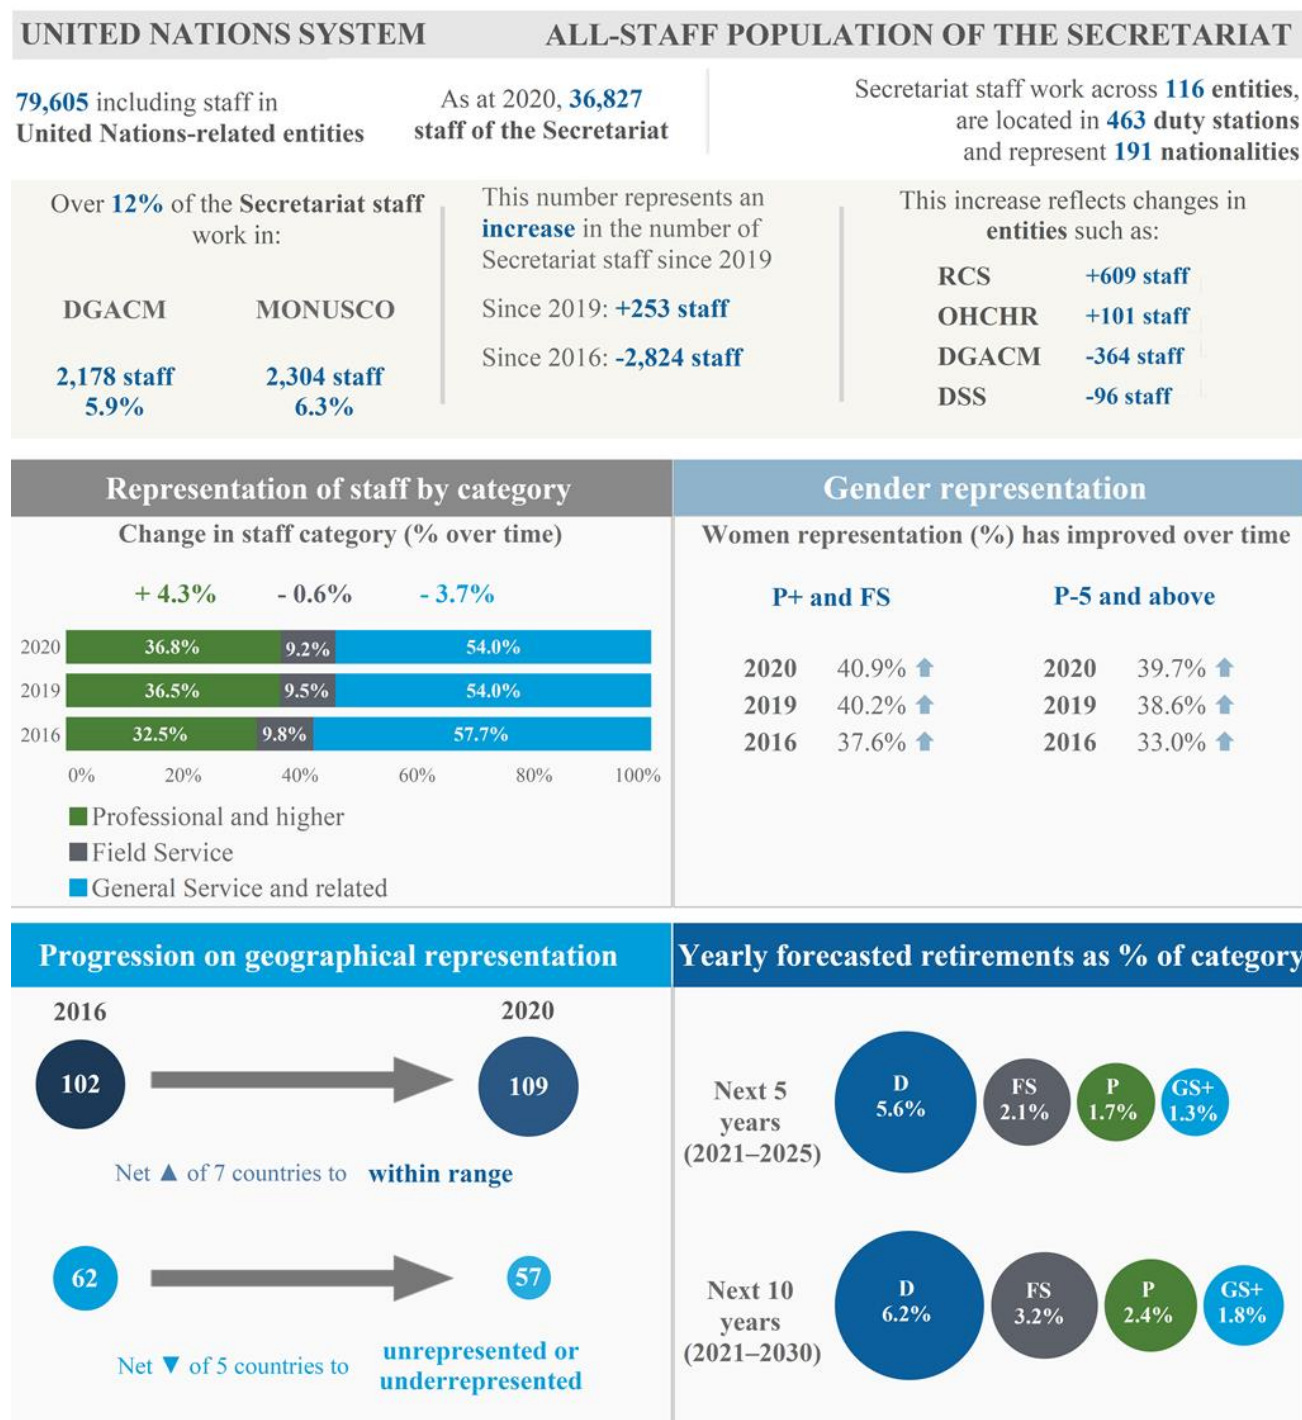 UNITED NATIONS SYSTEM
ALL-STAFF POPULATION OF THE SECRETARIAT
79,605 including staff in
United Nations-related entities
As at 2020, 36,827
staff of the Secretariat
Secretariat staff work across 116 entities,
are located in 463 duty stations
and represent 191 nationalities
Over 12% of the Secretariat staff
work in:
DGACM
MONUSCO
2,178 staff
2,304 staff
5.9%
6.3%
This number represents an
increase in the number of
Secretariat staff since 2019
Since 2019: +253 staff
Since 2016: -2,824 staff
This increase reflects changes in
entities such as:
RCS +609 staff
OHCHR +101 staff
DGACM -364 staff
DSS -96 staff
Representation of staff by category
Change in staff category (% over time)
+ 4.3% - 0.6% - 3.7%
2020 36.8% 9.2% 54.0%
2019 36.5% 9.5% 54.0%
2016 32.5% 9.8% 57.7%
0% 20% 40% 60% 80% 100%
Professional and higher
Field Service
General Service and related
Gender representation
Women representation (%) has improved over time
P+ and FS
P-5 and above
2020 40.9% 2020 39.7%
2019 40.2% 2019 38.6%
2016 37.6% 2016 33.0%
Progression on geographical representation
2016 2020
102 109
Net ▲ of 7 countries to within range
62 57
Net ▼ of 5 countries to
unrepresented or
underrepresented
Yearly forecasted retirements as % of category
Next 5
years
(2021–2025)
D
5.6%
FS
2.1%
P
1.7%
GS+
1.3%
Next 10
years
(2021–2030)
D
6.2%
FS
3.2%
P
2.4%
GS+
1.8%